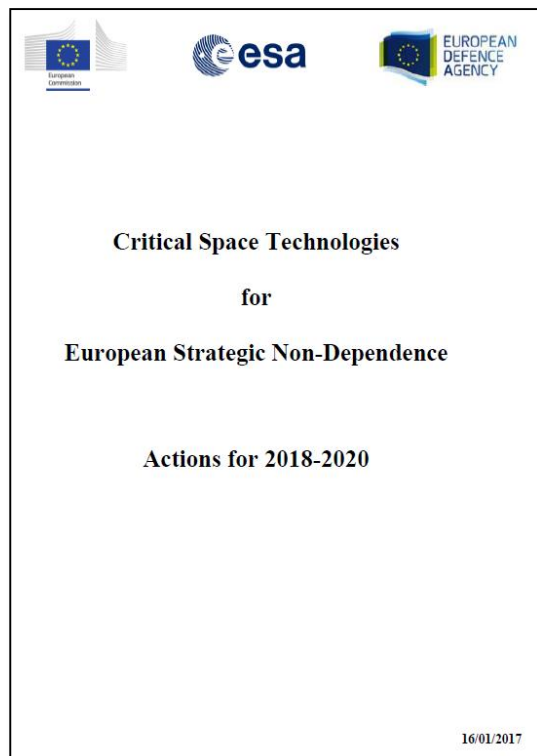 European
Commission
esa
EUROPEAN
DEFENCE
AGENCY
Critical Space Technologies
for
European Strategic Non-Dependence
Actions for 2018-2020
16/01/2017